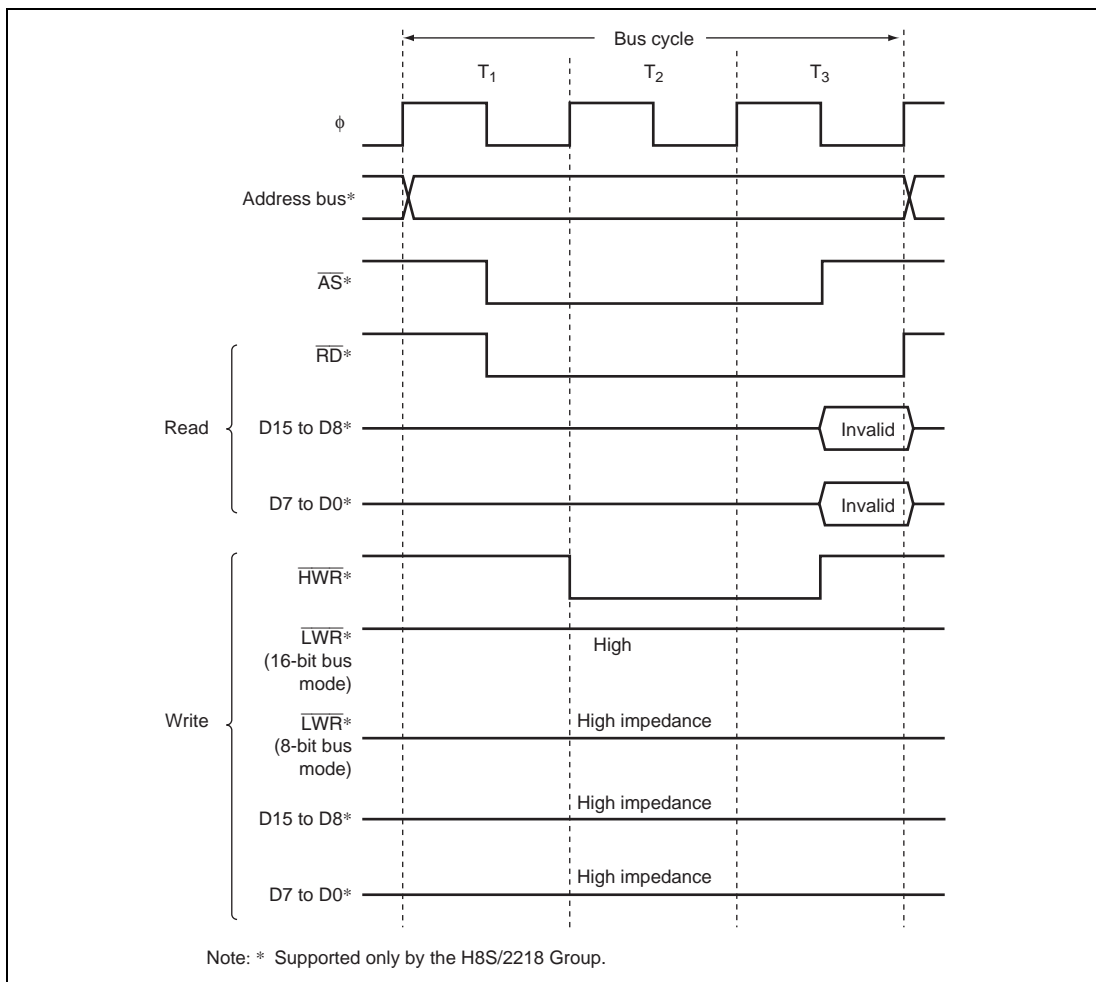 Bus cycle
T1 T2 T3
ϕ
Address bus*
AS*
RD*
Read
D15 to D8* Invalid
D7 to D0* Invalid
HWR*
LWR* High
(16-bit bus
mode)
Write
LWR* High impedance
(8-bit bus
mode)
D15 to D8* High impedance
D7 to D0* High impedance
Note: * Supported only by the H8S/2218 Group.